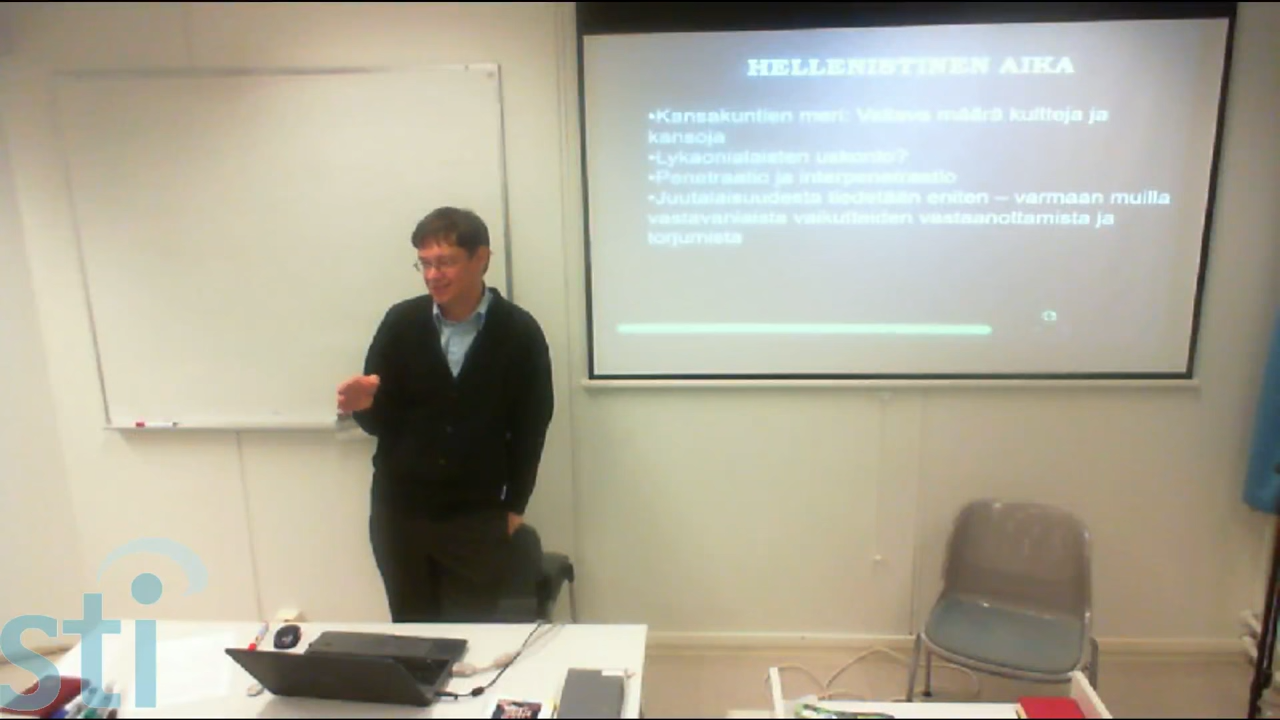 HELLENISTINEN AIKA
•Kansakuntien meri: Valtava määrä kultteja ja
kansoja
•Lykaonialaisten uskonto?
•Penetraatio ja interpenetraatio
•Juutalaisuudesta tiedetään eniten – varmaan muilla
vastavanlaista vaikutteiden vastaanottamista ja
torjumista
sti